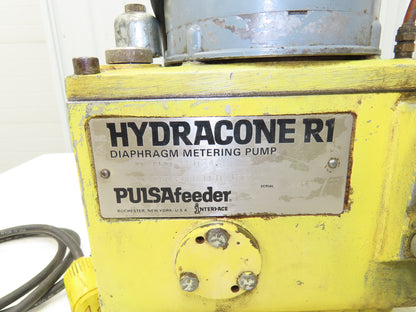 HYDRACONE R1
DIAPHRAGM METERING PUMP
SERIAL
PULSAfeeder
ROCHESTER, NEW YORK, U.S.A. INTERPACE